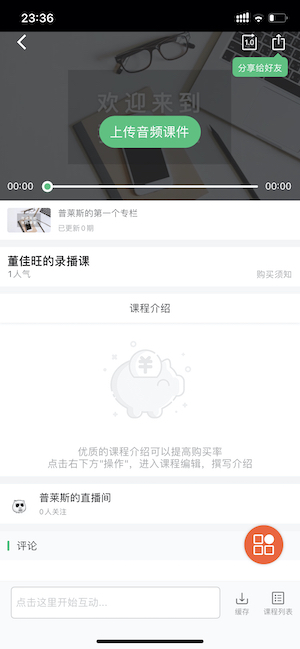 23:36
1.0
分享给好友
欢迎来到
上传音频课件
00:00
00:00
普莱斯的第一个专栏
已更新0期
董佳旺的录播课
1人气
购买须知
课程介绍
优质的课程介绍可以提高购买率
点击右下方"操作"，进入课程编辑，撰写介绍
普莱斯的直播间
0人关注
评论
点击这里开始互动...
缓存
课程列表